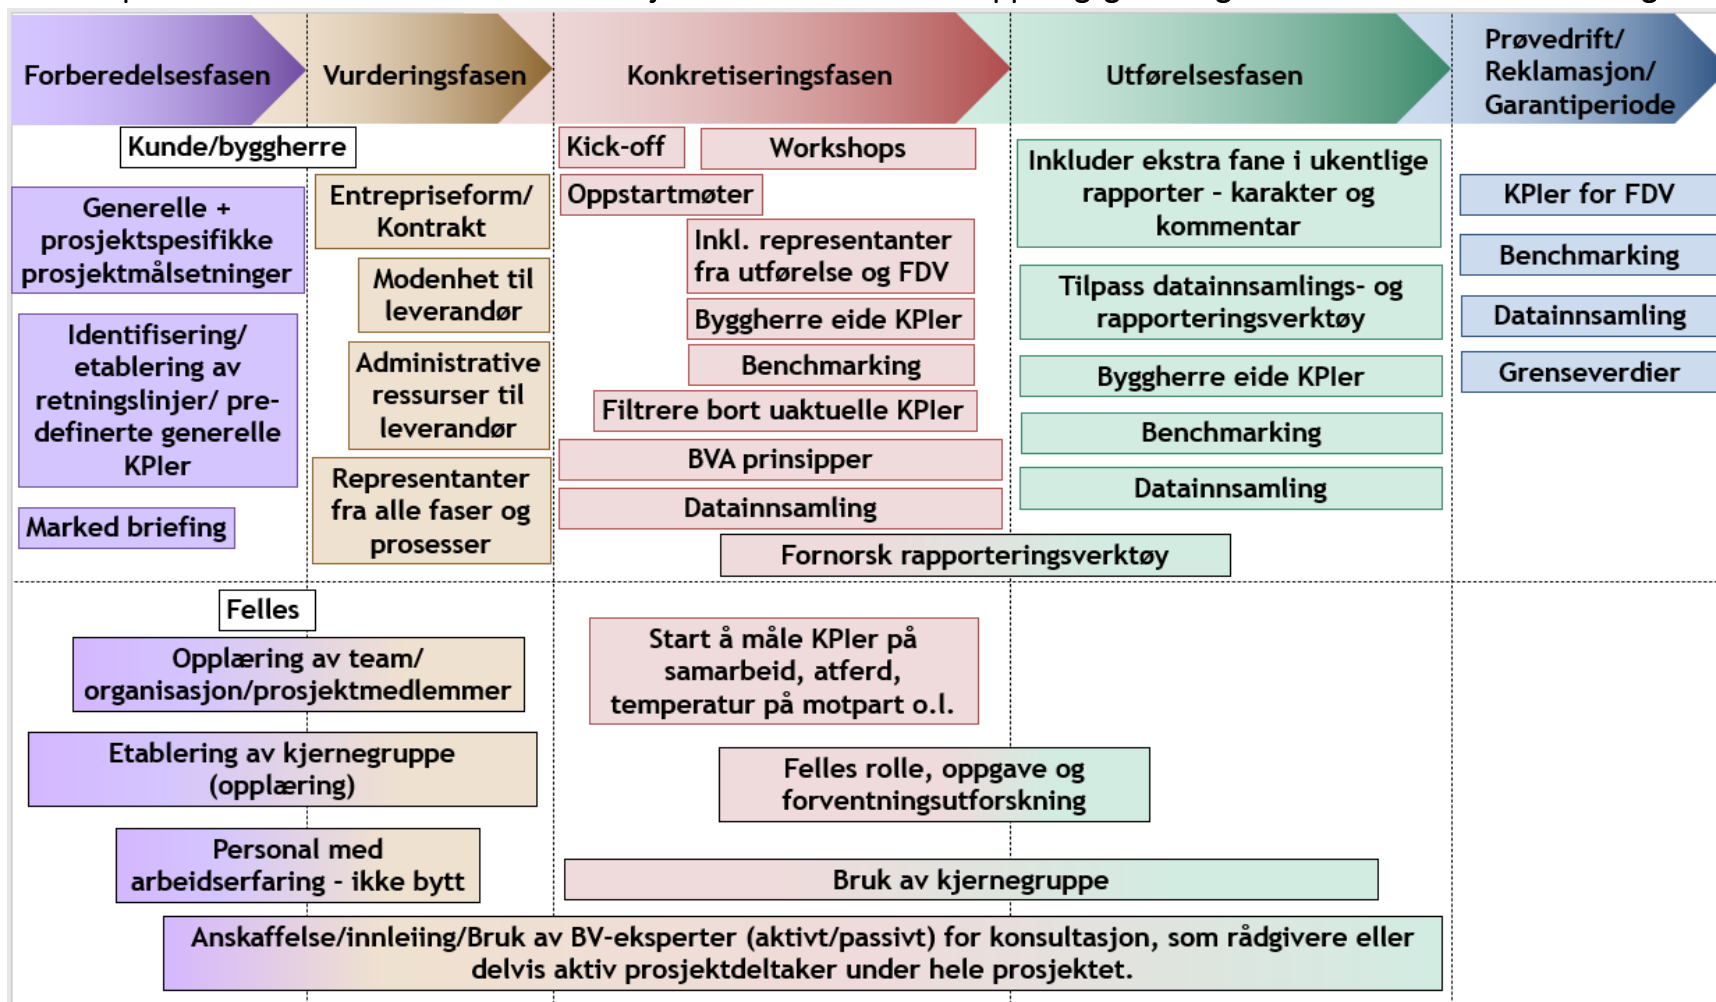 Forberedelsesfasen
Vurderingsfasen
Konkretiseringsfasen
Utførelsesfasen
Prøvedrift/
Reklamasjon/
Garantiperiode
Kunde/byggherre
Generelle +
prosjektspesifikke
prosjektmålsetninger
Identifisering/
etablering av
retningslinjer/ pre-
definerte generelle
KPIer
Marked briefing
Entrepriseform/
Kontrakt
Modenhet til
leverandør
Administrative
ressurser til
leverandør
Representanter
fra alle faser og
prosesser
Kick-off
Workshops
Oppstartmøter
Inkl. representanter
fra utførelse og FDV
Byggherre eide KPIer
Benchmarking
Filtrere bort uaktuelle KPIer
BVA prinsipper
Datainnsamling
Fornorsk rapporteringsverktøy
Inkluder ekstra fane i ukentlige
rapporter - karakter og
kommentar
Tilpass datainnsamlings- og
rapporteringsverktøy
Byggherre eide KPIer
Benchmarking
Datainnsamling
KPIer for FDV
Benchmarking
Datainnsamling
Grenseverdier
Felles
Opplæring av team/
organisasjon/prosjektmedlemmer
Etablering av kjernegruppe
(opplæring)
Personal med
arbeidserfaring - ikke bytt
Start å måle KPIer på
samarbeid, atferd,
temperatur på motpart o.l.
Felles rolle, oppgave og
forventningsutforskning
Bruk av kjernegruppe
Anskaffelse/innleiing/Bruk av BV-eksperter (aktivt/passivt) for konsultasjon, som rådgivere eller
delvis aktiv prosjektdeltaker under hele prosjektet.